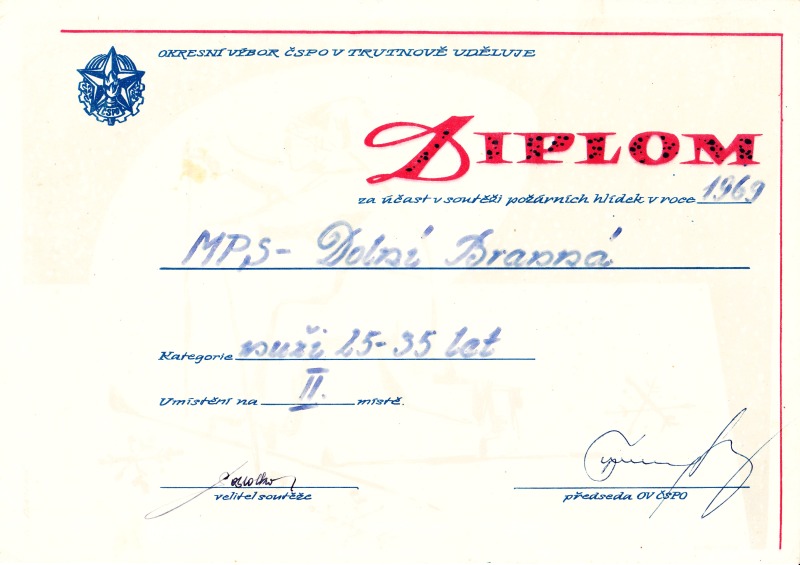 OKRESNÍ VÝBOR ČSPO V TRUTNOVĚ UDĚLUJE
ČSPO
DIPLOM
za účast v soutěži požárních hlídek v roce 1969
MPS - Dolní Branná
Kategorie muži 25-35 let
Umístění na II. místě.
velitel soutěže
předseda OV ČSPO